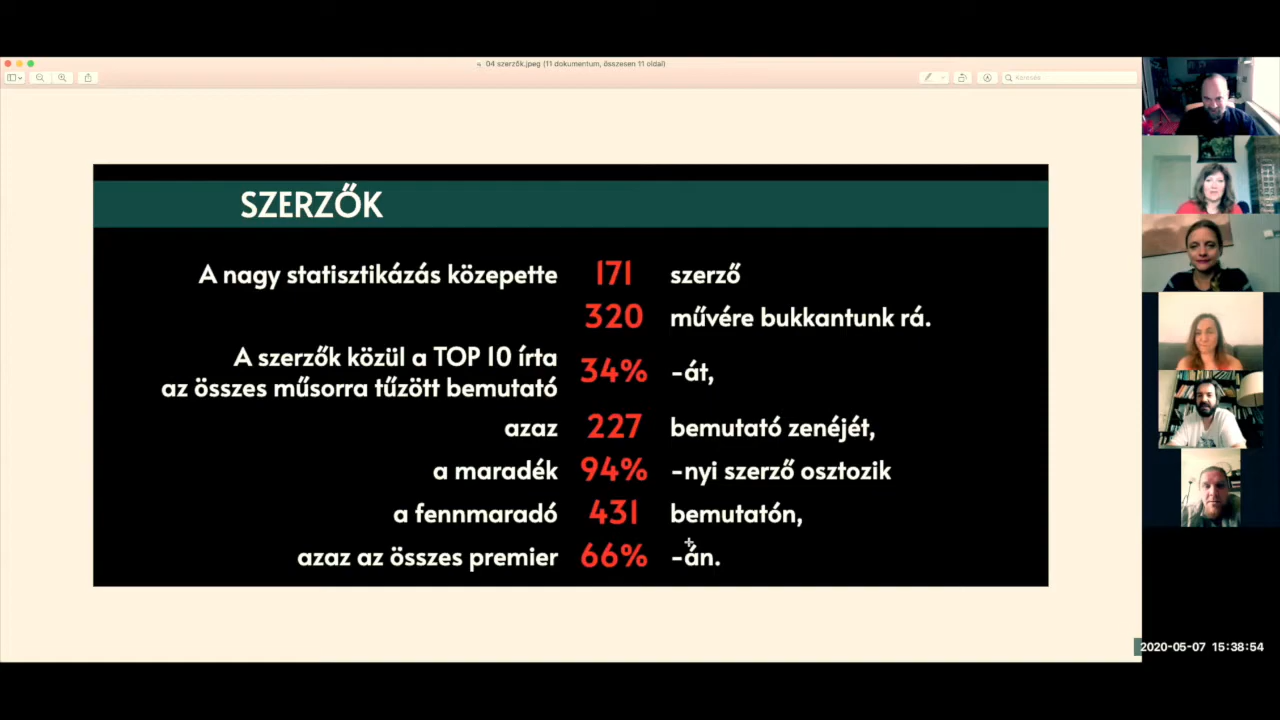 04 szerzők.jpeg (11 dokumentum, összesen 11 oldal)
Keresés
SZERZŐK
A nagy statisztikázás közepette 171 szerző
320 művére bukkantunk rá.
A szerzők közül a TOP 10 írta
az összes műsorra tűzött bemutató 34% -át,
azaz 227 bemutató zenéjét,
a maradék 94% -nyi szerző osztozik
a fennmaradó 431 bemutatón,
azaz az összes premier 66% -án.
2020-05-07 15:38:54